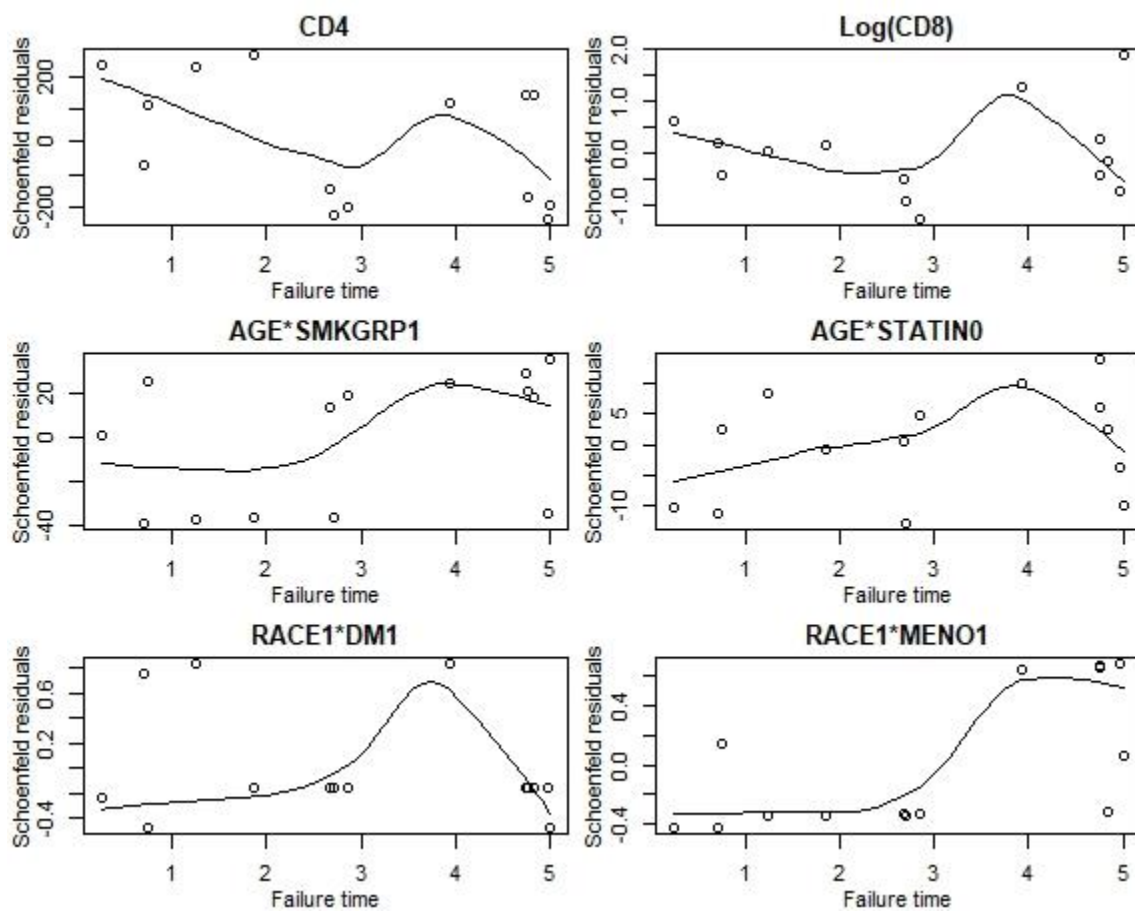 CD4
Schoenfeld residuals
200
0
-200
1 2 3 4 5
Failure time
Log(CD8)
Schoenfeld residuals
2.0
1.0
0.0
-1.0
1 2 3 4 5
Failure time
AGE*SMKGRP1
Schoenfeld residuals
20
0
-40
1 2 3 4 5
Failure time
AGE*STATIN0
Schoenfeld residuals
5
0
-10
1 2 3 4 5
Failure time
RACE1*DM1
Schoenfeld residuals
0.6
0.2
-0.4
1 2 3 4 5
Failure time
RACE1*MENO1
Schoenfeld residuals
0.4
0.0
-0.4
1 2 3 4 5
Failure time